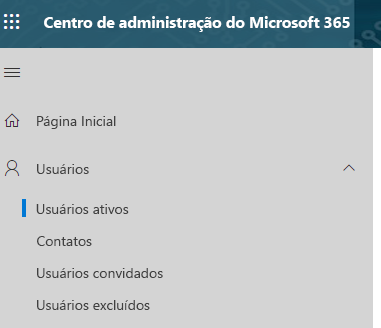 Centro de administração do Microsoft 365
Página Inicial
Usuários
Usuários ativos
Contatos
Usuários convidados
Usuários excluídos